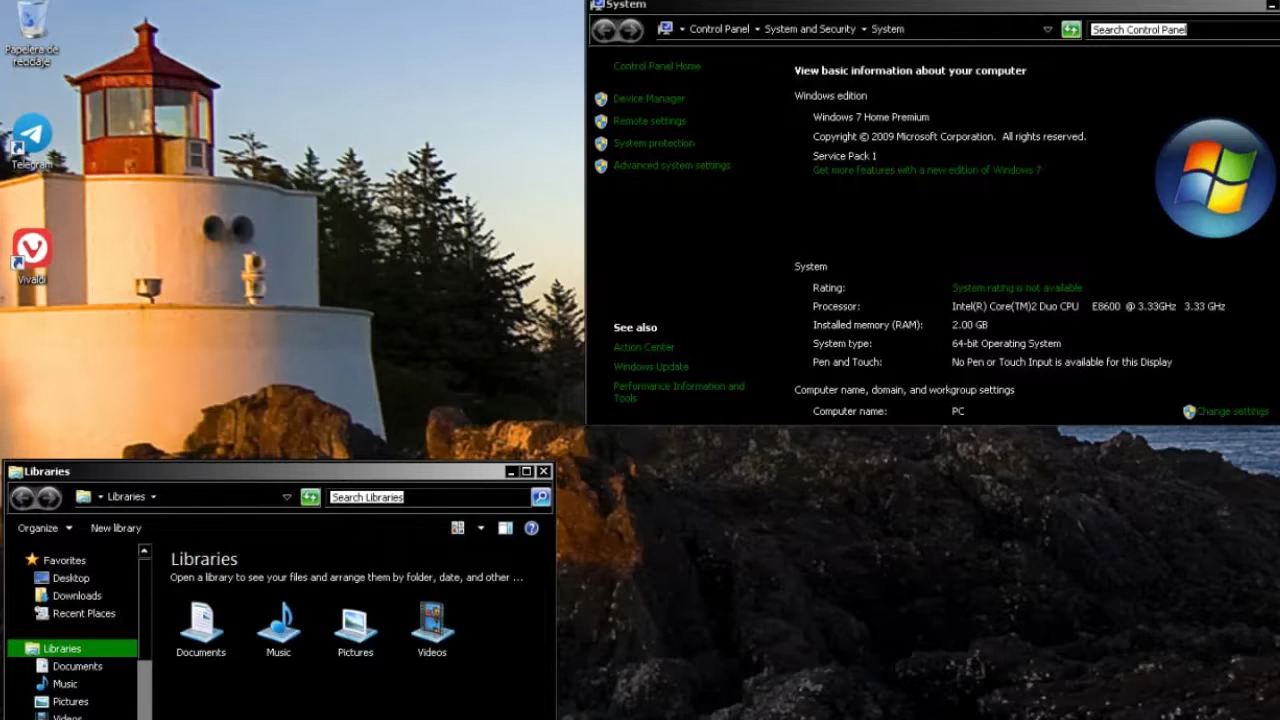 Papelera de
reciclaje
Telegram
Vivaldi
System
Control Panel
System and Security
System
Search Control Panel
Control Panel Home
Device Manager
Remote settings
System protection
Advanced system settings
See also
Action Center
Windows Update
Performance Information and
Tools
View basic information about your computer
Windows edition
Windows 7 Home Premium
Copyright © 2009 Microsoft Corporation. All rights reserved.
Service Pack 1
Get more features with a new edition of Windows 7
System
Rating: System rating is not available
Processor: Intel(R) Core(TM)2 Duo CPU E8600 @ 3.33GHz 3.33 GHz
Installed memory (RAM): 2.00 GB
System type: 64-bit Operating System
Pen and Touch: No Pen or Touch Input is available for this Display
Computer name, domain, and workgroup settings
Computer name: PC
Change settings
Libraries
Libraries
Search Libraries
Organize
New library
Favorites
Desktop
Downloads
Recent Places
Libraries
Documents
Music
Pictures
Videos
Libraries
Open a library to see your files and arrange them by folder, date, and other ...
Documents
Music
Pictures
Videos